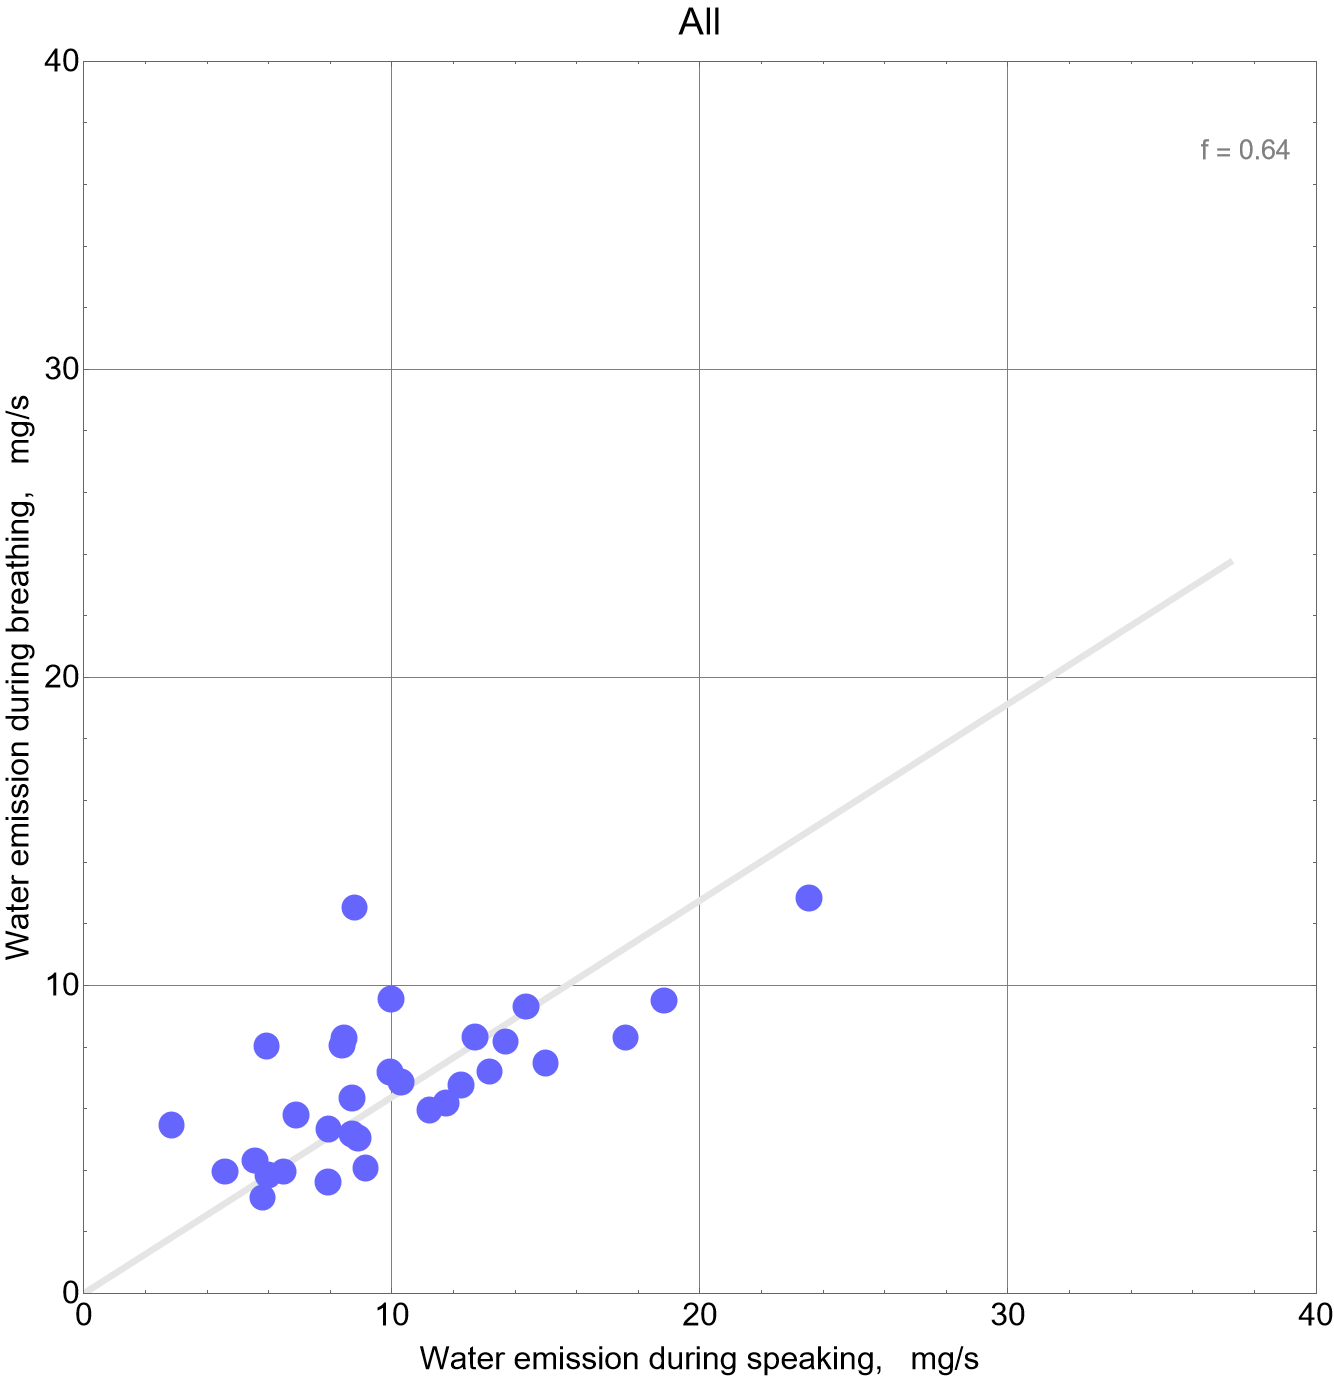 All
40
f = 0.64
30
20
10
0
0 10 20 30 40
Water emission during breathing, mg/s
Water emission during speaking, mg/s